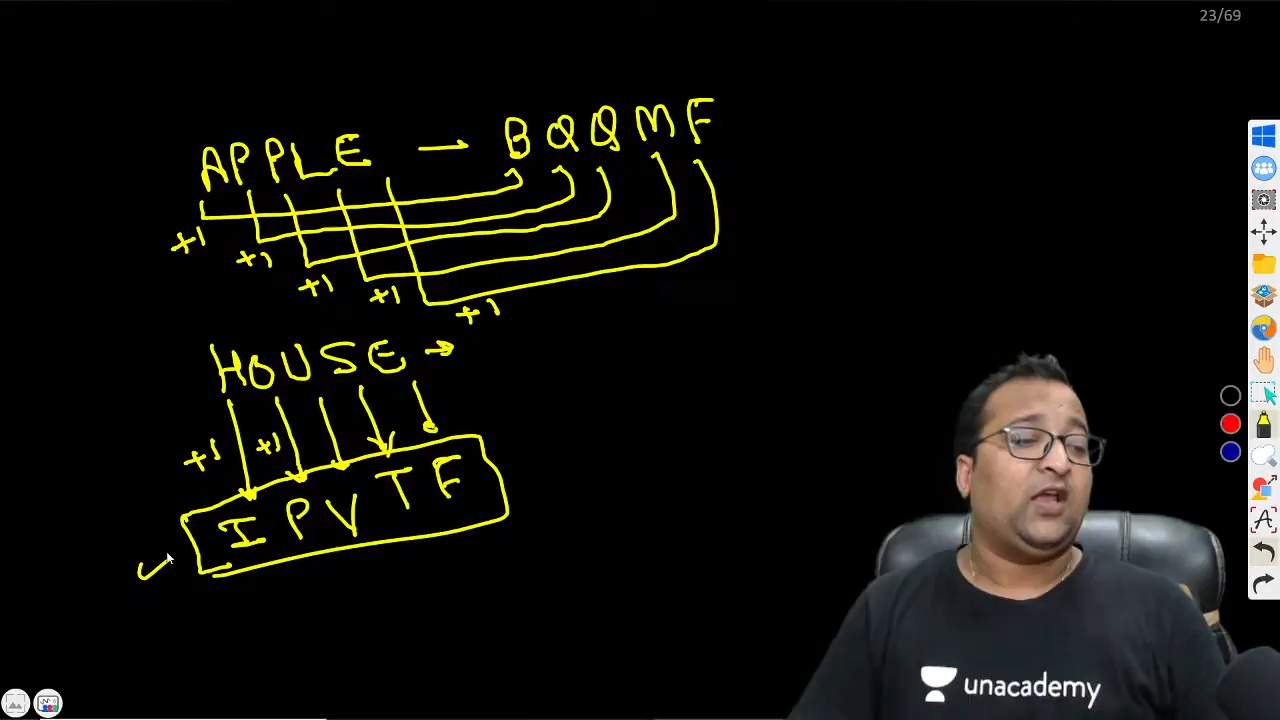 23/69
APPLE → BQQMF
+1 +1 +1 +1 +1
HOUSE →
+1 +1
IPVTF
unacademy